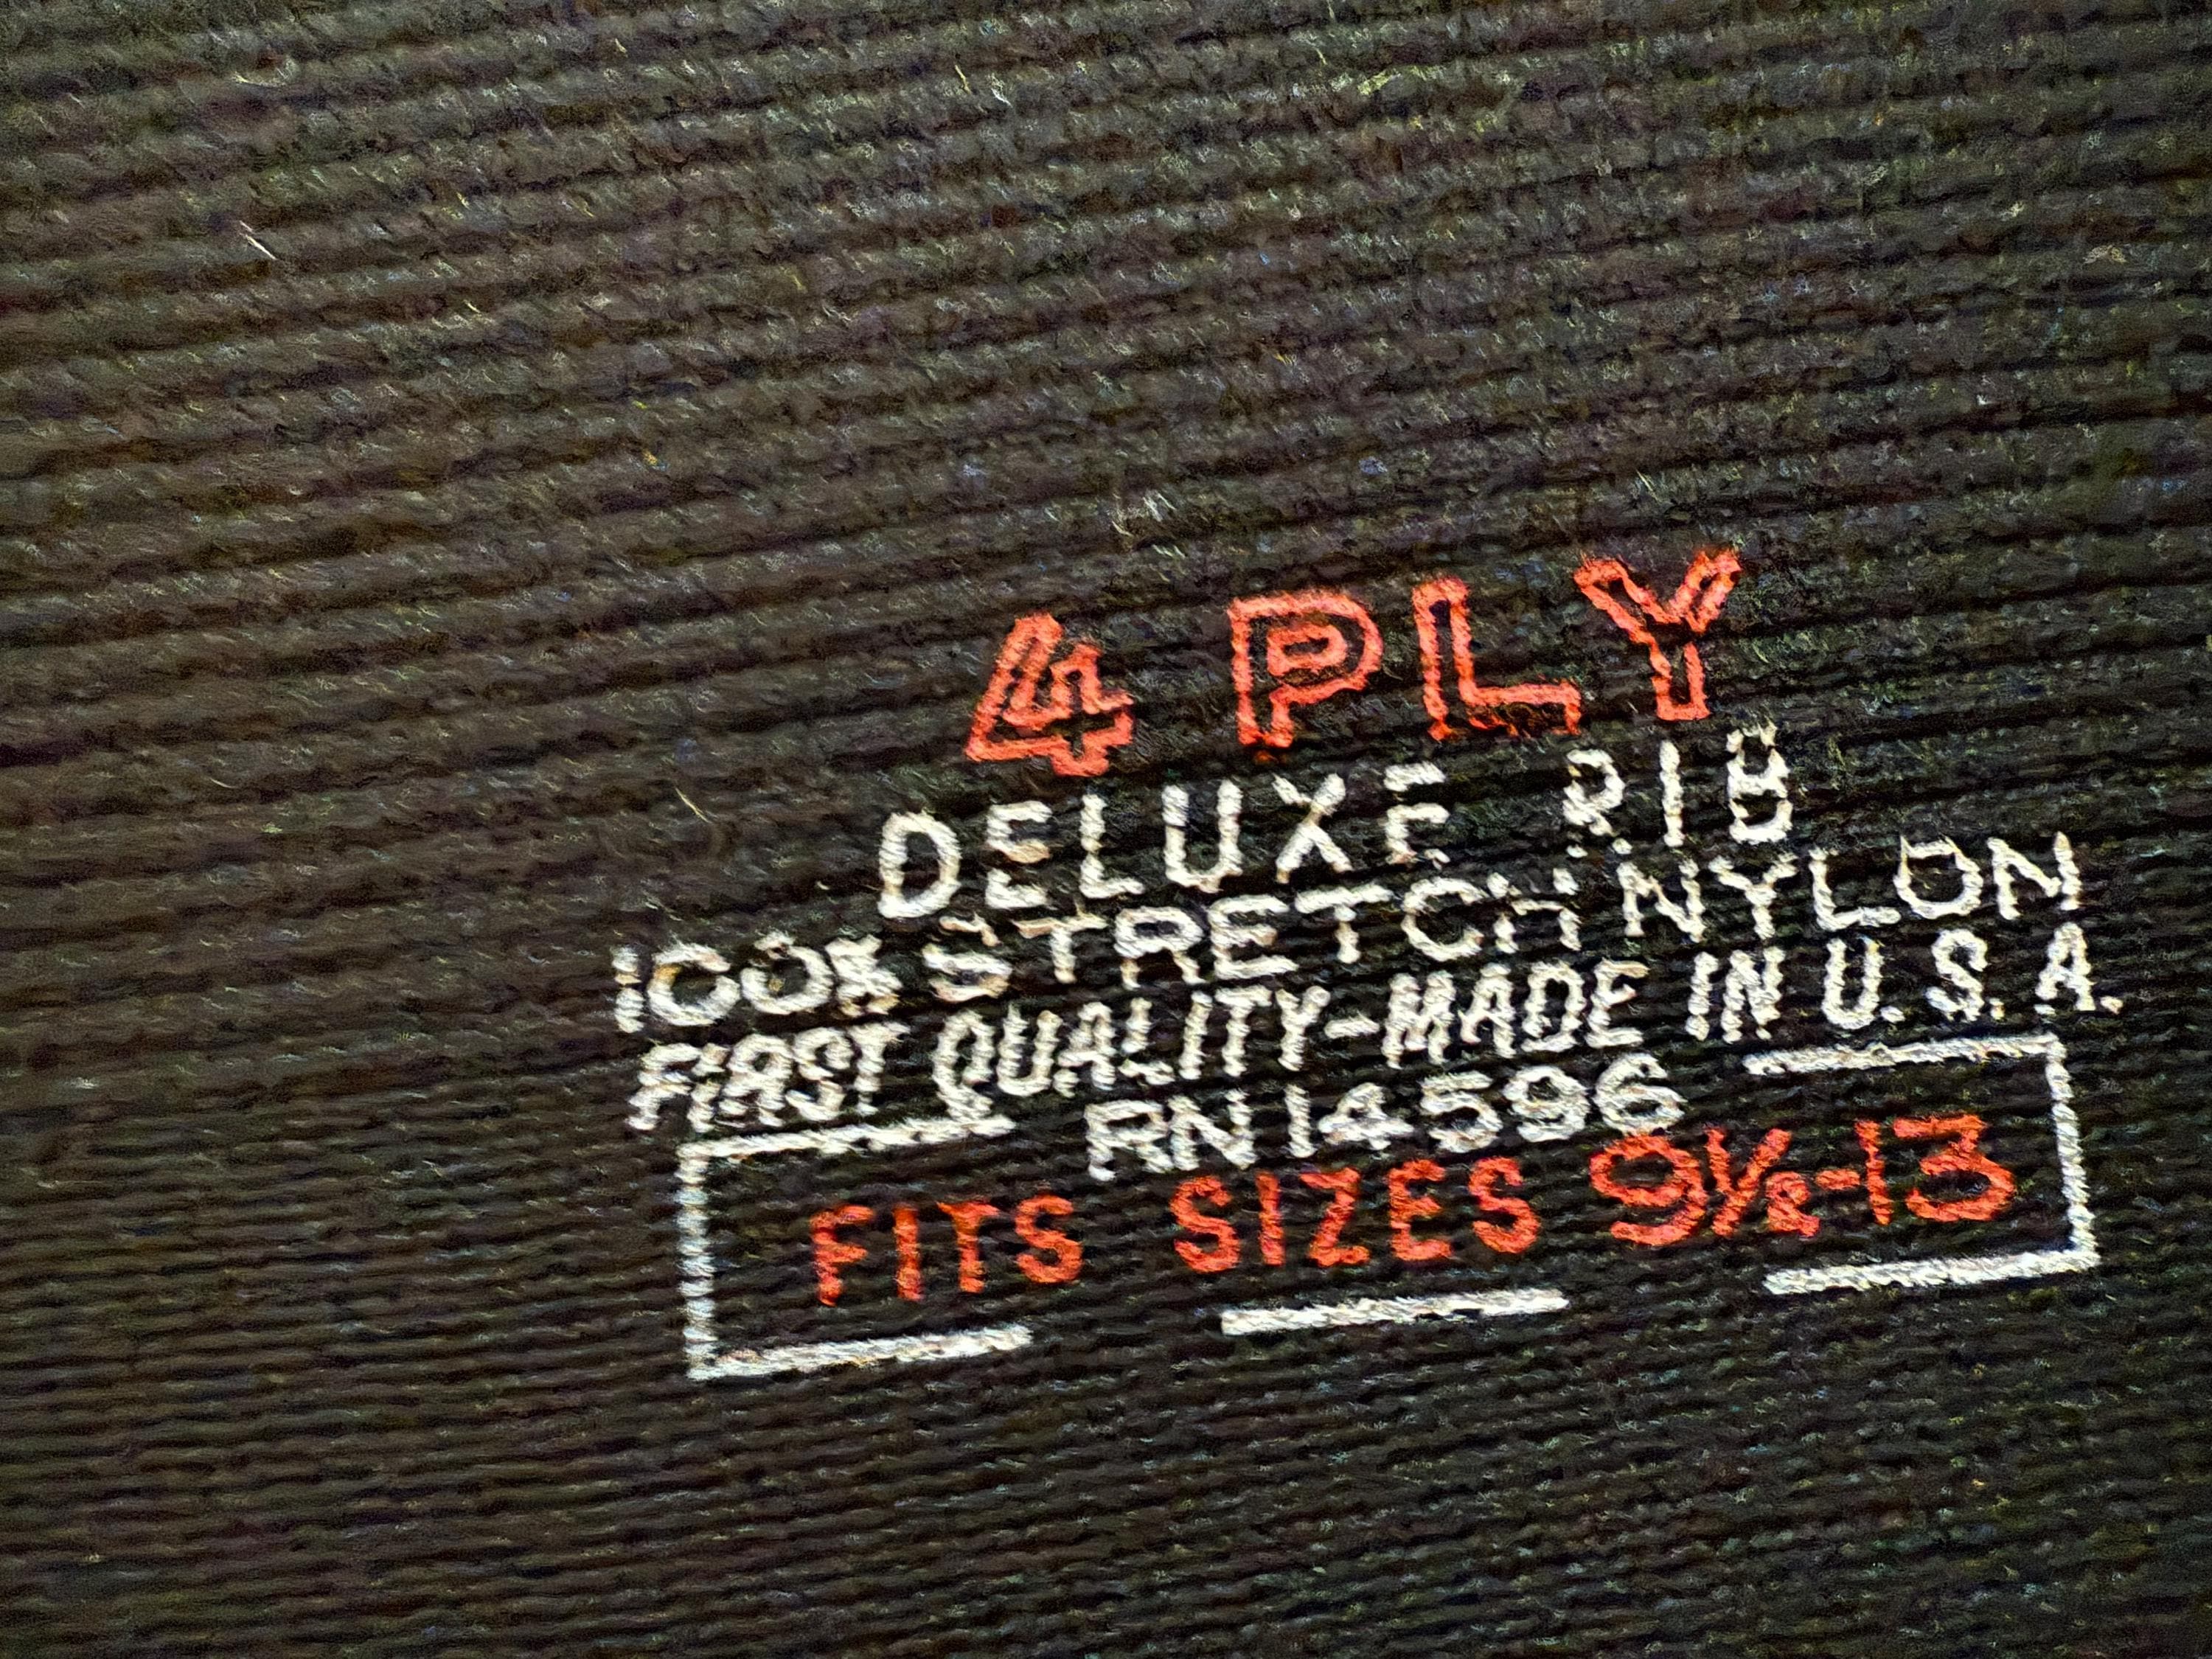 4 PLY
DELUXE RIB
100% STRETCH NYLON
FIRST QUALITY-MADE IN U.S.A.
RN14596
FITS SIZES 9½-13